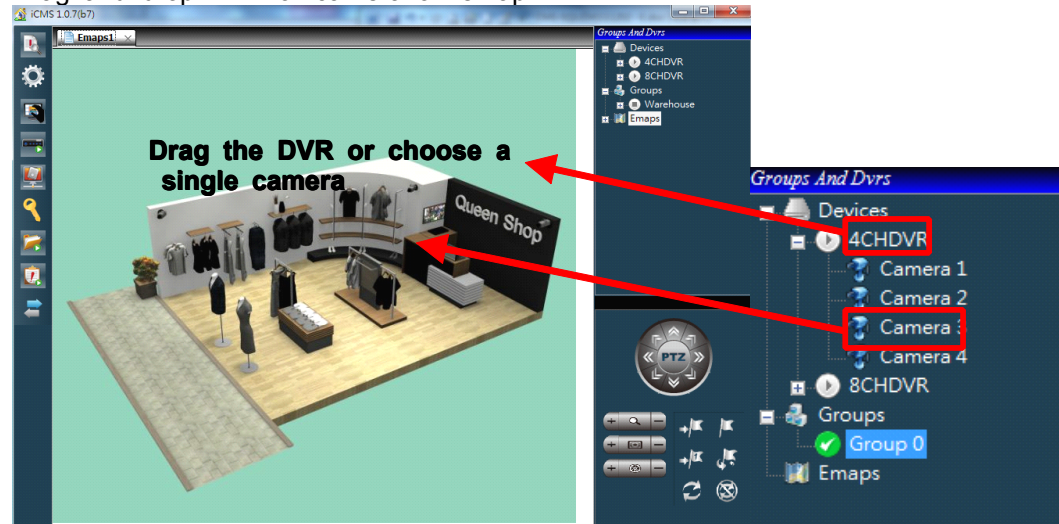 iCMS 1.0.7(b7)
Emaps1
Groups And Dvrs
Devices
4CHDVR
8CHDVR
Groups
Warehouse
Emaps
Drag the DVR or choose a
single camera
Queen Shop
PTZ
Groups And Dvrs
Devices
4CHDVR
Camera 1
Camera 2
Camera 3
Camera 4
8CHDVR
Groups
Group 0
Emaps